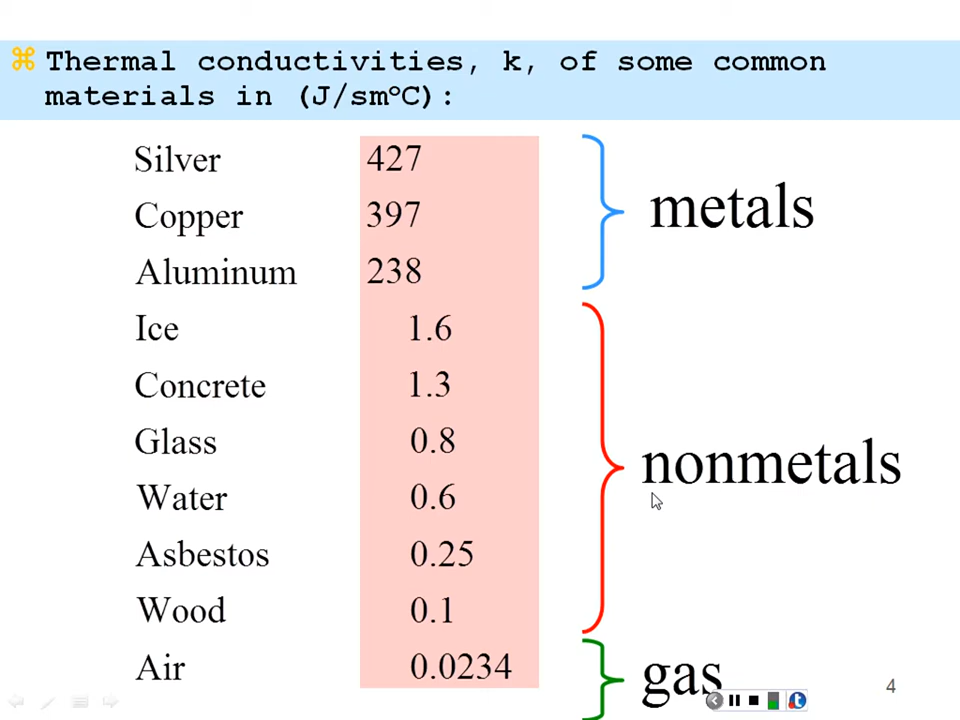 Thermal conductivities, k, of some common
materials in (J/smºC):
Silver 427
Copper 397
Aluminum 238
metals
Ice 1.6
Concrete 1.3
Glass 0.8
Water 0.6
Asbestos 0.25
Wood 0.1
nonmetals
Air 0.0234
gas
4